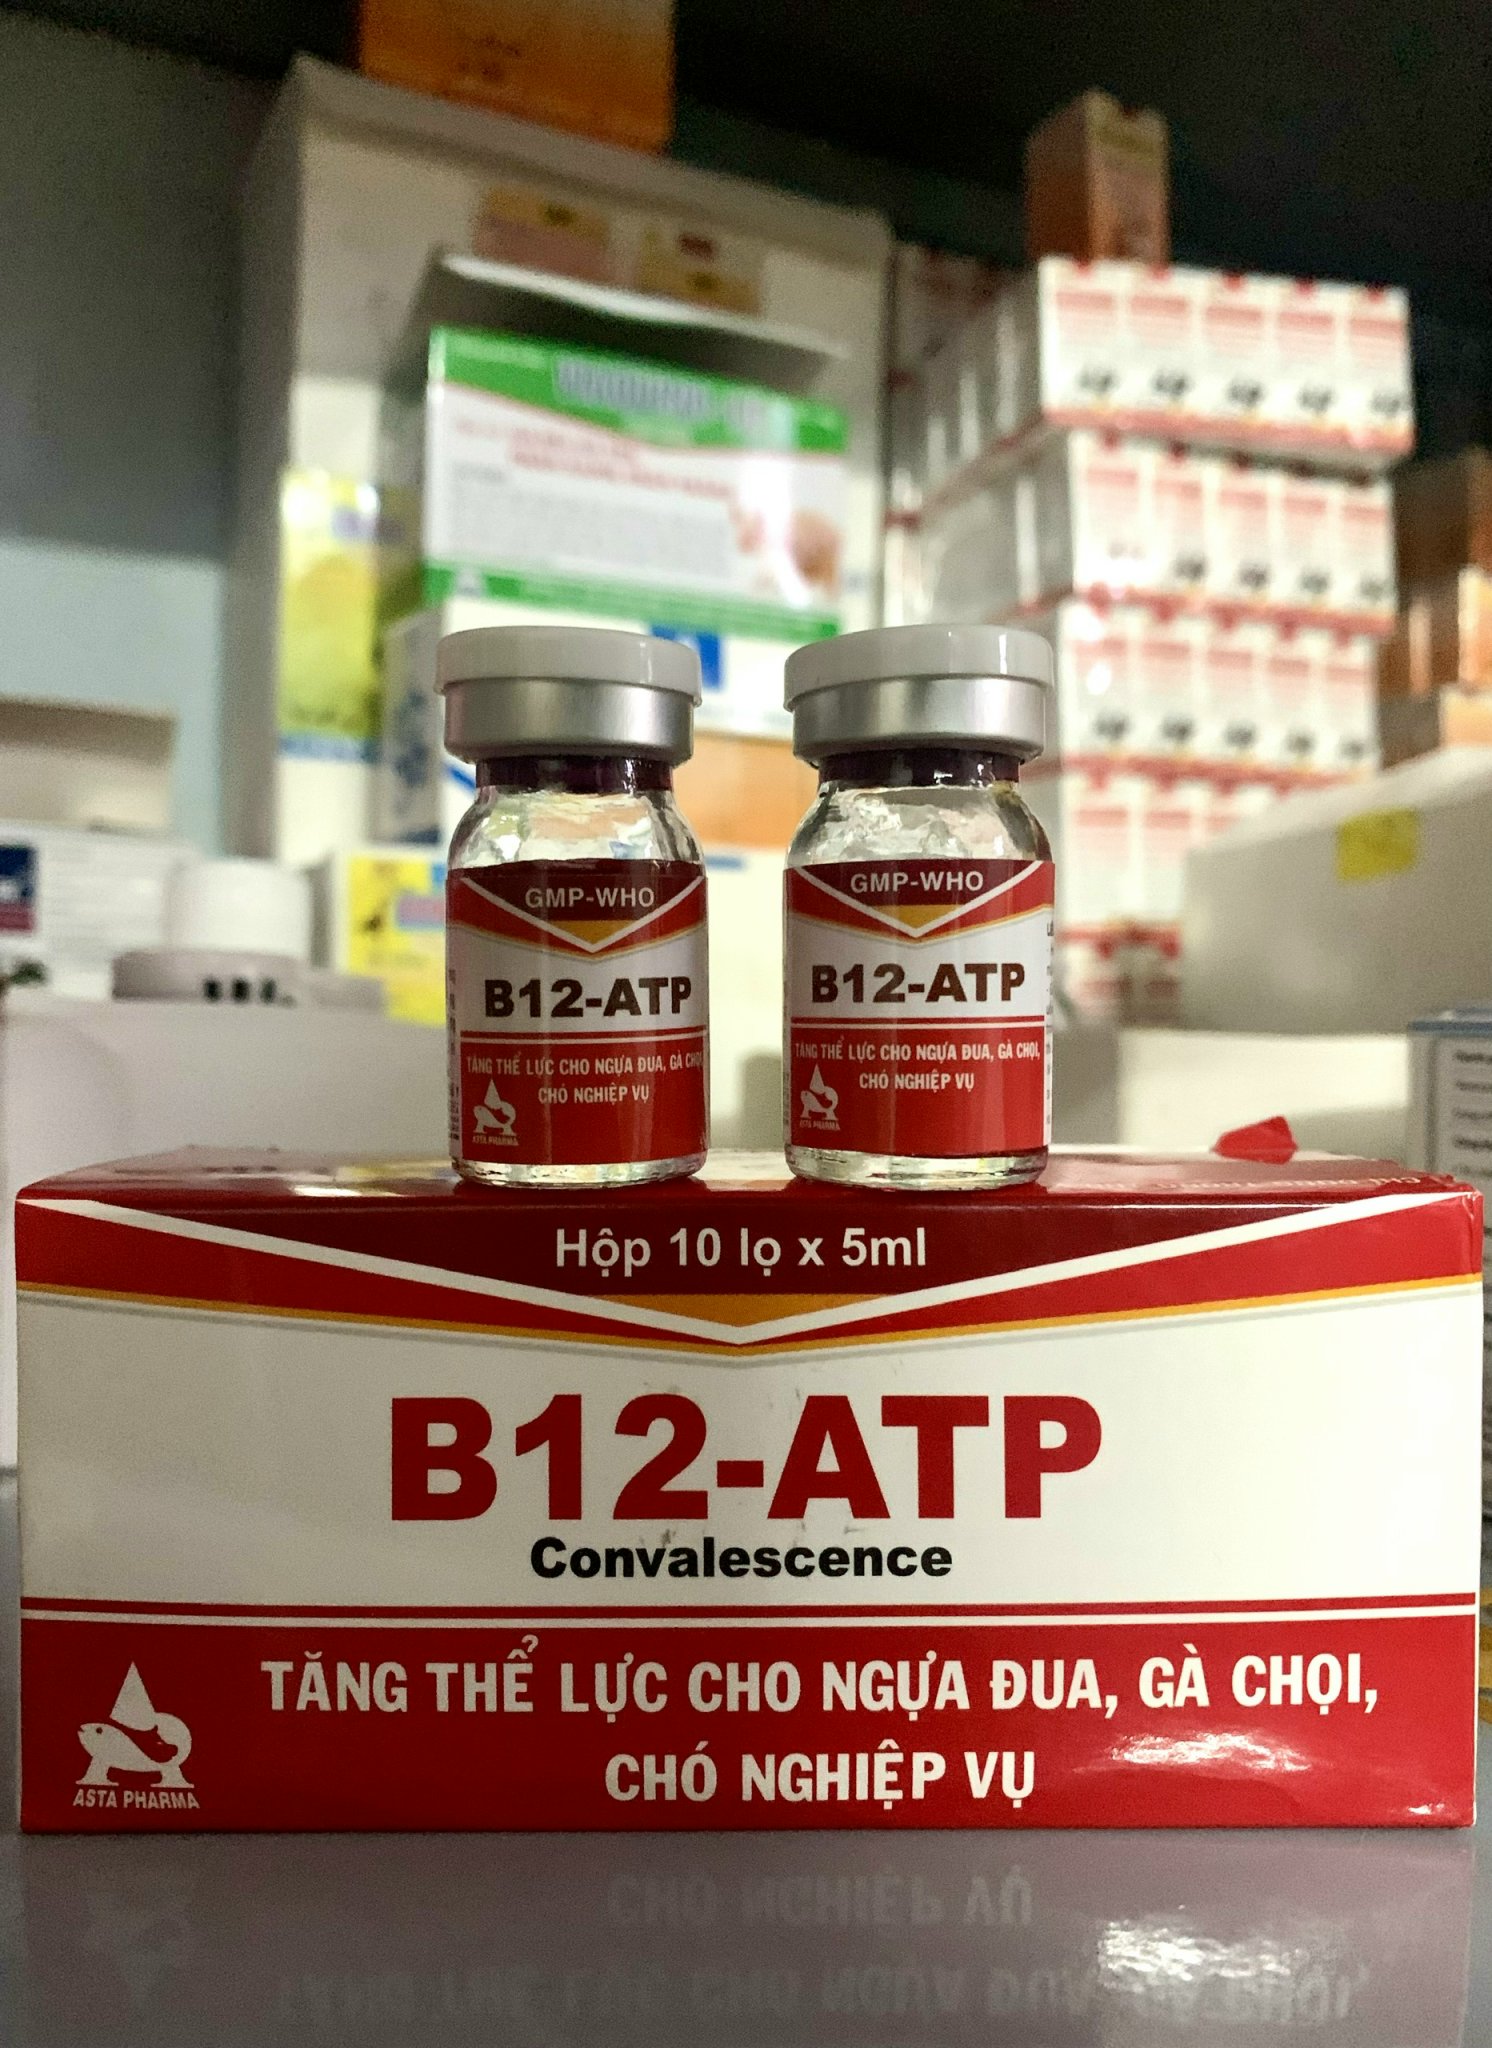 GMP-WHO
B12-ATP
TĂNG THỂ LỰC CHO NGỰA ĐUA, GÀ CHỌI
CHÓ NGHIỆP VỤ
ASTA PHARMA
GMP-WHO
B12-ATP
TĂNG THỂ LỰC CHO NGỰA ĐUA, GÀ CHỌI,
CHÓ NGHIỆP VỤ
ASTA PHARMA
Hộp 10 lọ x 5ml
B12-ATP
Convalescence
TĂNG THỂ LỰC CHO NGỰA ĐUA, GÀ CHỌI,
CHÓ NGHIỆP VỤ
ASTA PHARMA